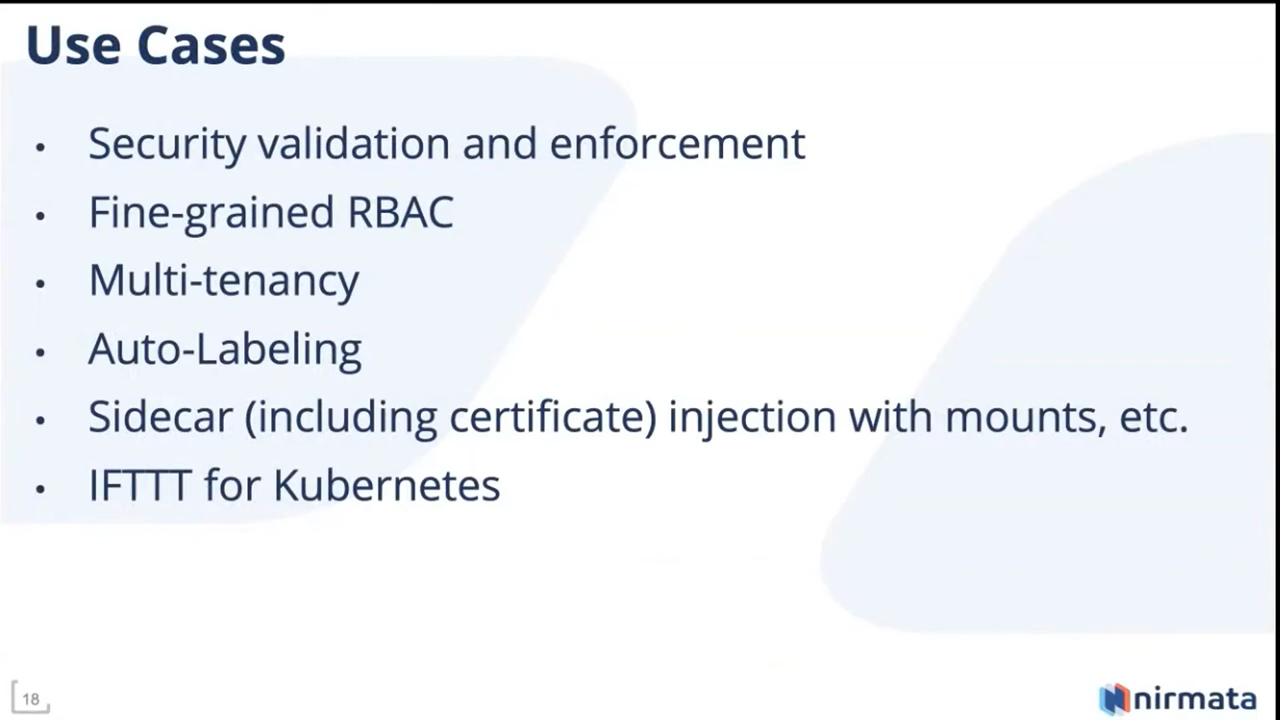 Use Cases
• Security validation and enforcement
• Fine-grained RBAC
• Multi-tenancy
• Auto-Labeling
• Sidecar (including certificate) injection with mounts, etc.
• IFTTT for Kubernetes
18
nirmata